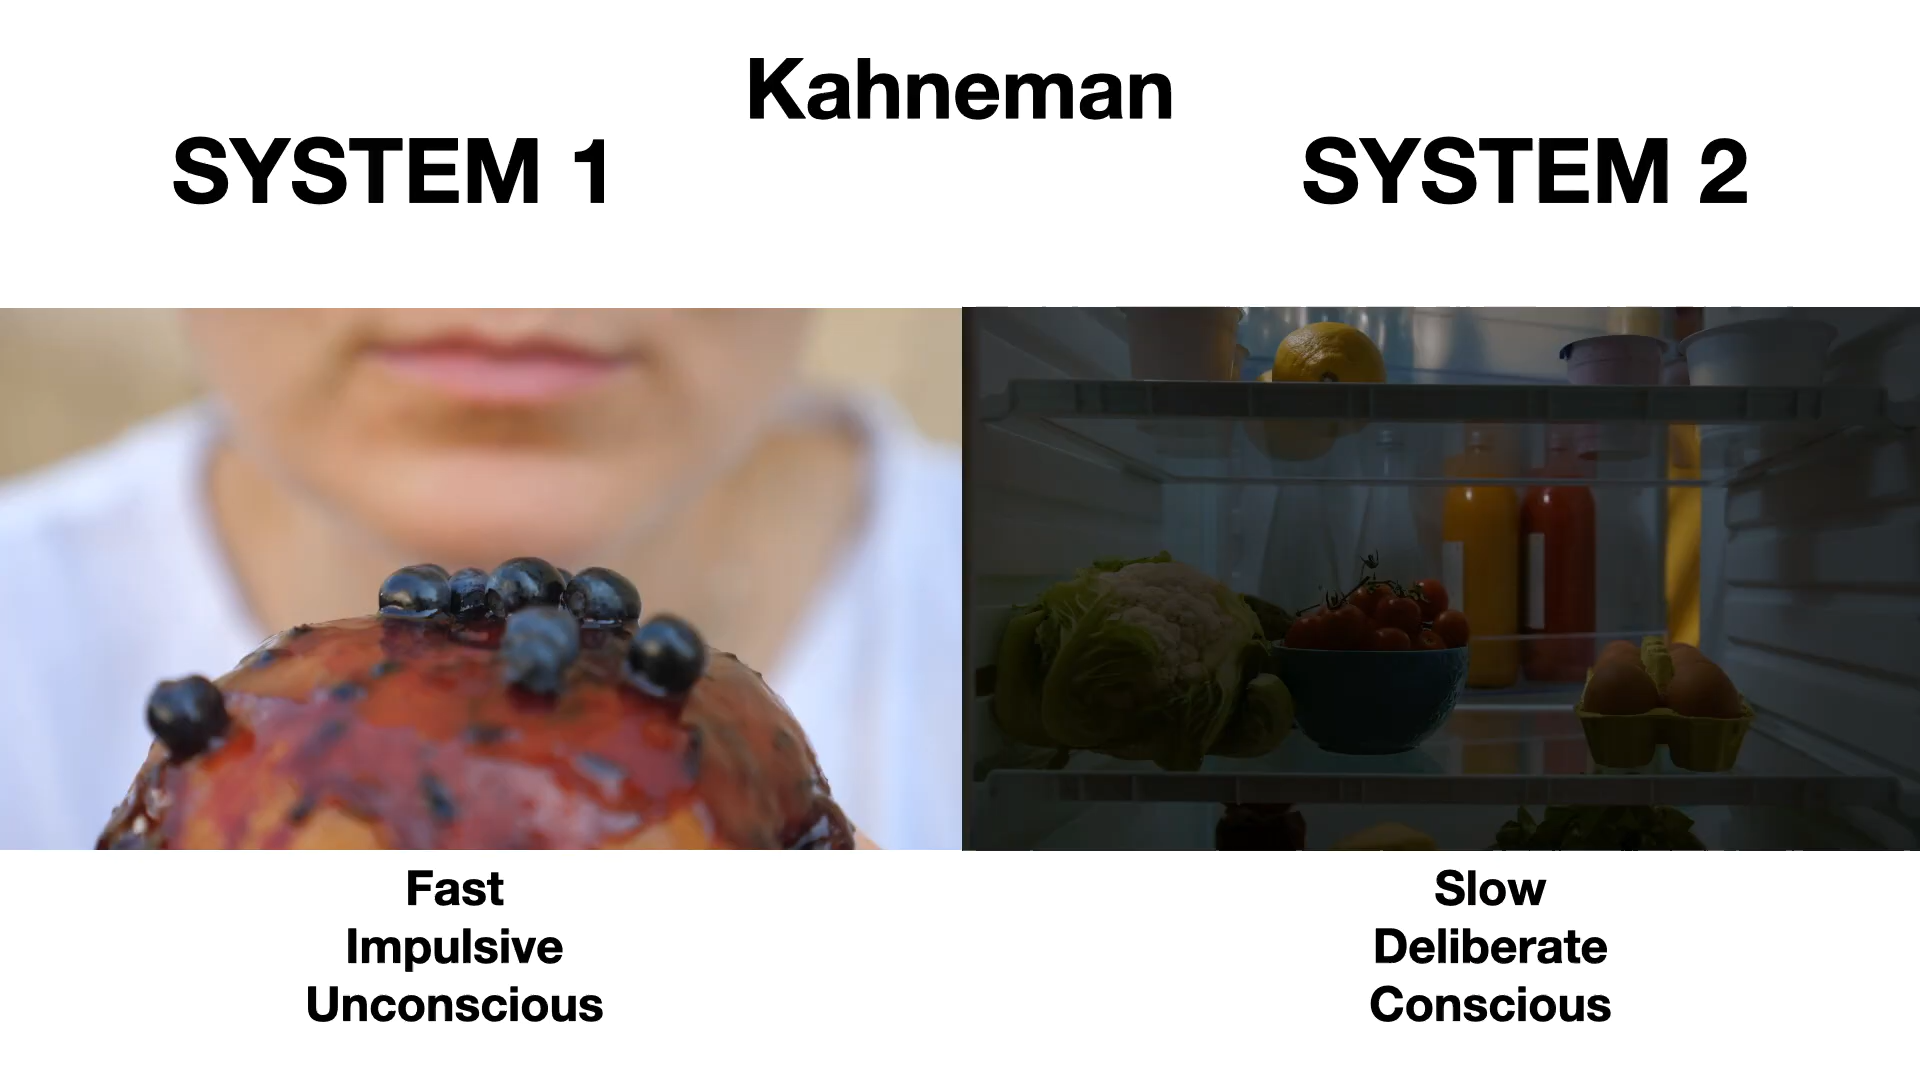 Kahneman
SYSTEM 1
SYSTEM 2
Fast
Impulsive
Unconscious
Slow
Deliberate
Conscious